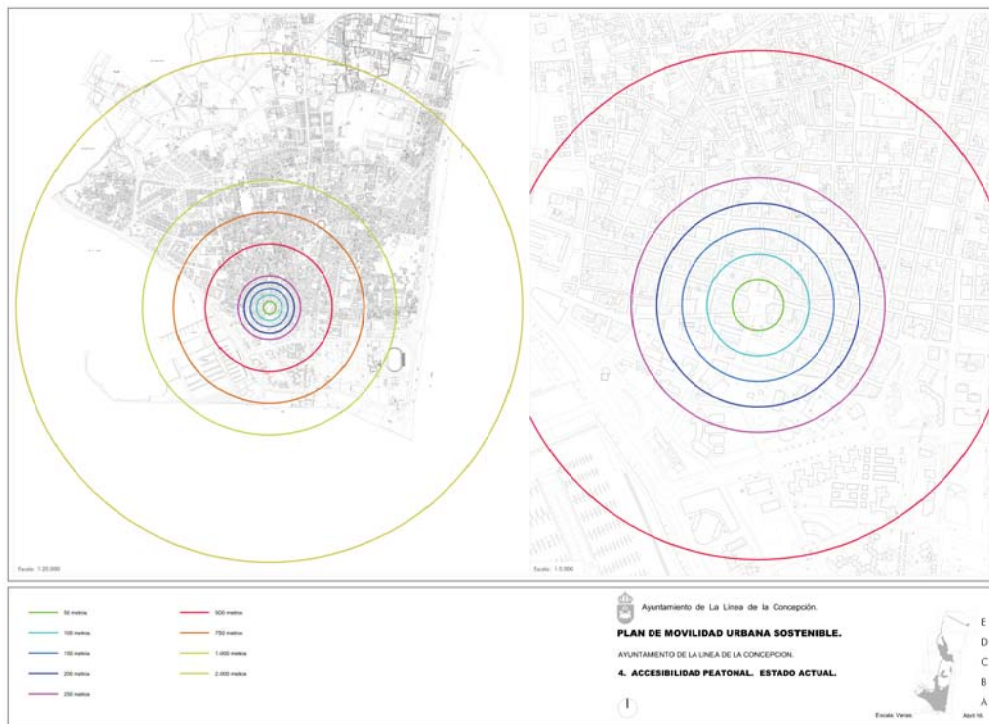 Escala: 1:20.000
Escala: 1:5.000
50 metros
100 metros
150 metros
200 metros
250 metros
500 metros
750 metros
1.000 metros
2.000 metros
Ayuntamiento de La Línea de la Concepción.
PLAN DE MOVILIDAD URBANA SOSTENIBLE.
AYUNTAMIENTO DE LA LINEA DE LA CONCEPCION.
4. ACCESIBILIDAD PEATONAL. ESTADO ACTUAL.
E
D
C
B
A
Escala: Varias
Abril 16